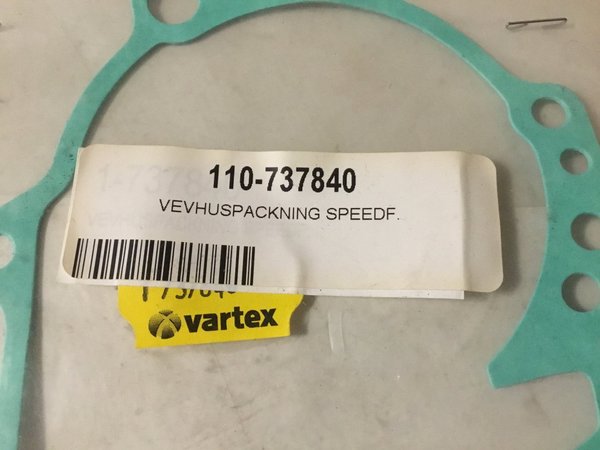 110-737840
VEVHUSPACKNING SPEEDF.
vartex